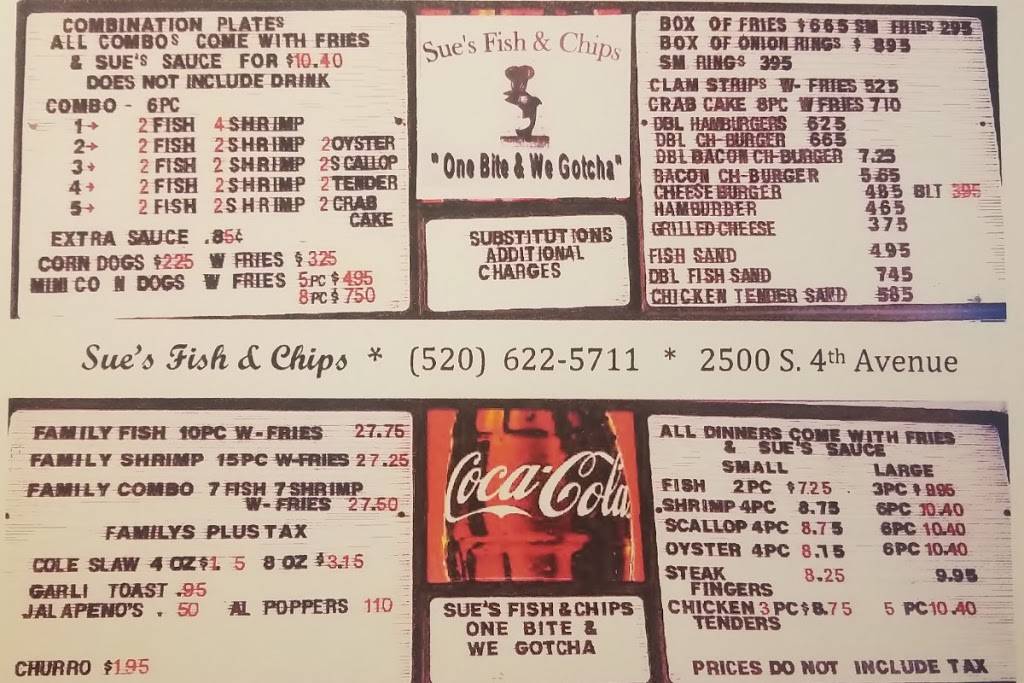 COMBINATION PLATES
ALL COMBOS COME WITH FRIES
& SUE'S SAUCE FOR $10.40
DOES NOT INCLUDE DRINK
COMBO - 6PC
1→ 2 FISH 4 SHRIMP
2→ 2 FISH 2 SHRIMP 2 OYSTER
3→ 2 FISH 2 SHRIMP 2 SCALLOP
4→ 2 FISH 2 SHRIMP 2 TENDER
5→ 2 FISH 2 SHRIMP 2 CRAB
CAKE
EXTRA SAUCE .85¢
CORN DOGS $225 W FRIES $ 325
MINI CO N DOGS W FRIES 5PC $ 495
8PC $ 750
Sue's Fish & Chips
"One Bite & We Gotcha"
SUBSTITUTIONS
ADDITIONAL
CHARGES
BOX OF FRIES $665 SM FRIES 295
BOX OF ONION RINGS $ 895
SM RINGS 395
CLAM STRIPS W- FRIES 525
CRAB CAKE 8PC W FRIES 710
DBL HAMBURGERS 625
DBL CH-BURGER 665
DBL BACON CH-BURGER 7.25
BACON CH-BURGER 565
CHEESEBURGER 485 BLT 395
HAMBURBER 465
GRILLED CHEESE 375
FISH SAND 495
DBL FISH SAND 745
CHICKEN TENDER SAND 585
Sue's Fish & Chips * (520) 622-5711 * 2500 S. 4th Avenue
FAMILY FISH 10PC W-FRIES 27.75
FAMILY SHRIMP 15PC W-FRIES 27.25
FAMILY COMBO 7 FISH 7 SHRIMP
W- FRIES 27.50
FAMILYS PLUS TAX
COLE SLAW 4 OZ $1. 5 8 OZ $3.15
GARLI TOAST .95
JALAPENO'S . 50 AL POPPERS 110
CHURRO $1.95
Coca-Cola
SUE'S FISH & CHIPS
ONE BITE &
WE GOTCHA
ALL DINNERS COME WITH FRIES
& SUE'S SAUCE
SMALL LARGE
FISH 2PC $7.25 3PC $ 9.95
SHRIMP 4PC 8.75 6PC 10.40
SCALLOP 4PC 8.75 6PC 10.40
OYSTER 4PC 8.75 6PC 10.40
STEAK 8.25 9.95
FINGERS
CHICKEN 3 PC $8.75 5 PC 10.40
TENDERS
PRICES DO NOT INCLUDE TAX